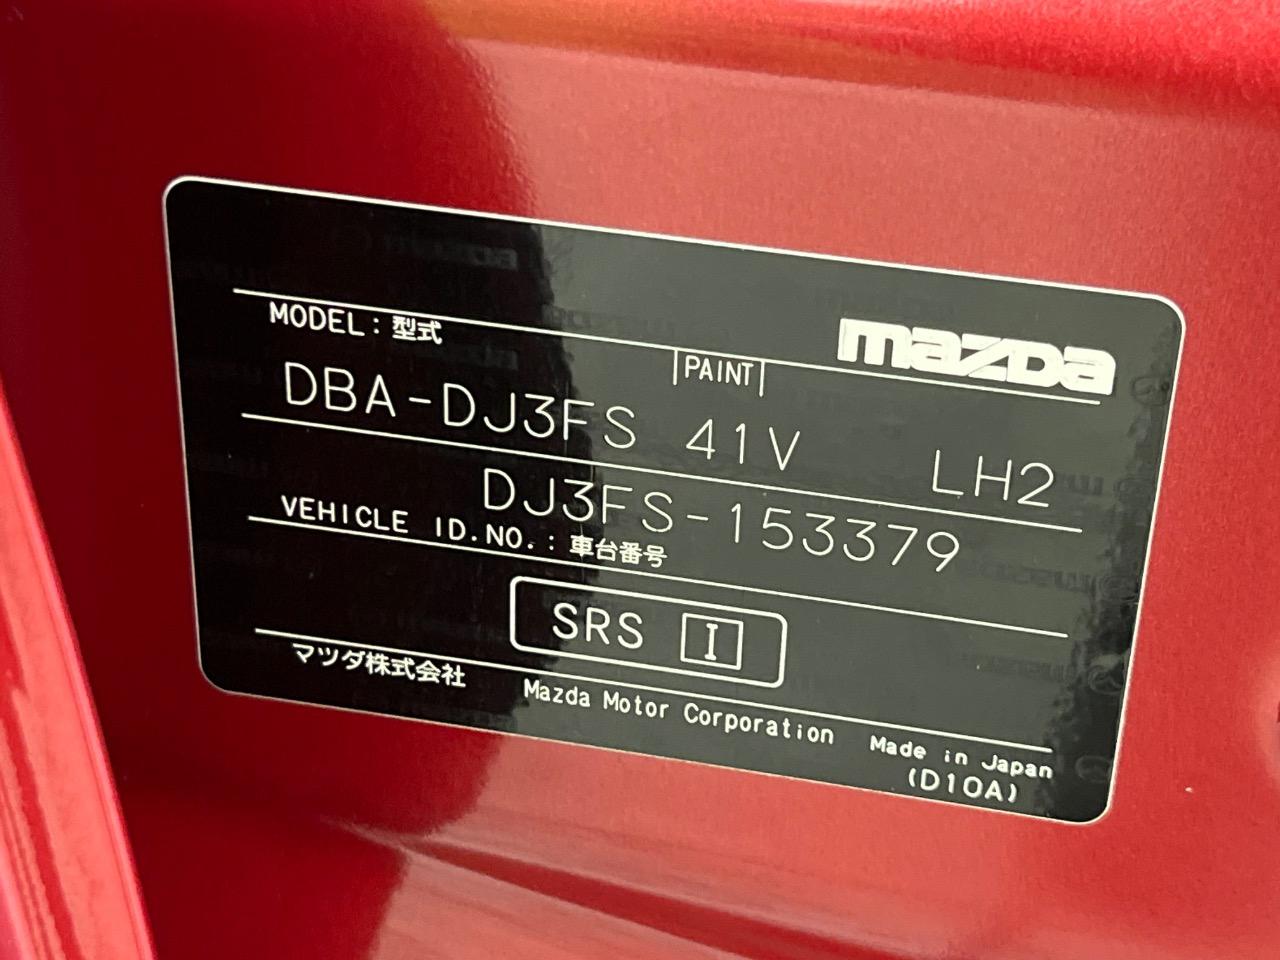 mazda
MODEL：型式
PAINT
DBA-DJ3FS 41V LH2
DJ3FS-153379
VEHICLE ID.NO.：車台番号
SRS I
マツダ株式会社 Mazda Motor Corporation Made in Japan
(D10A)